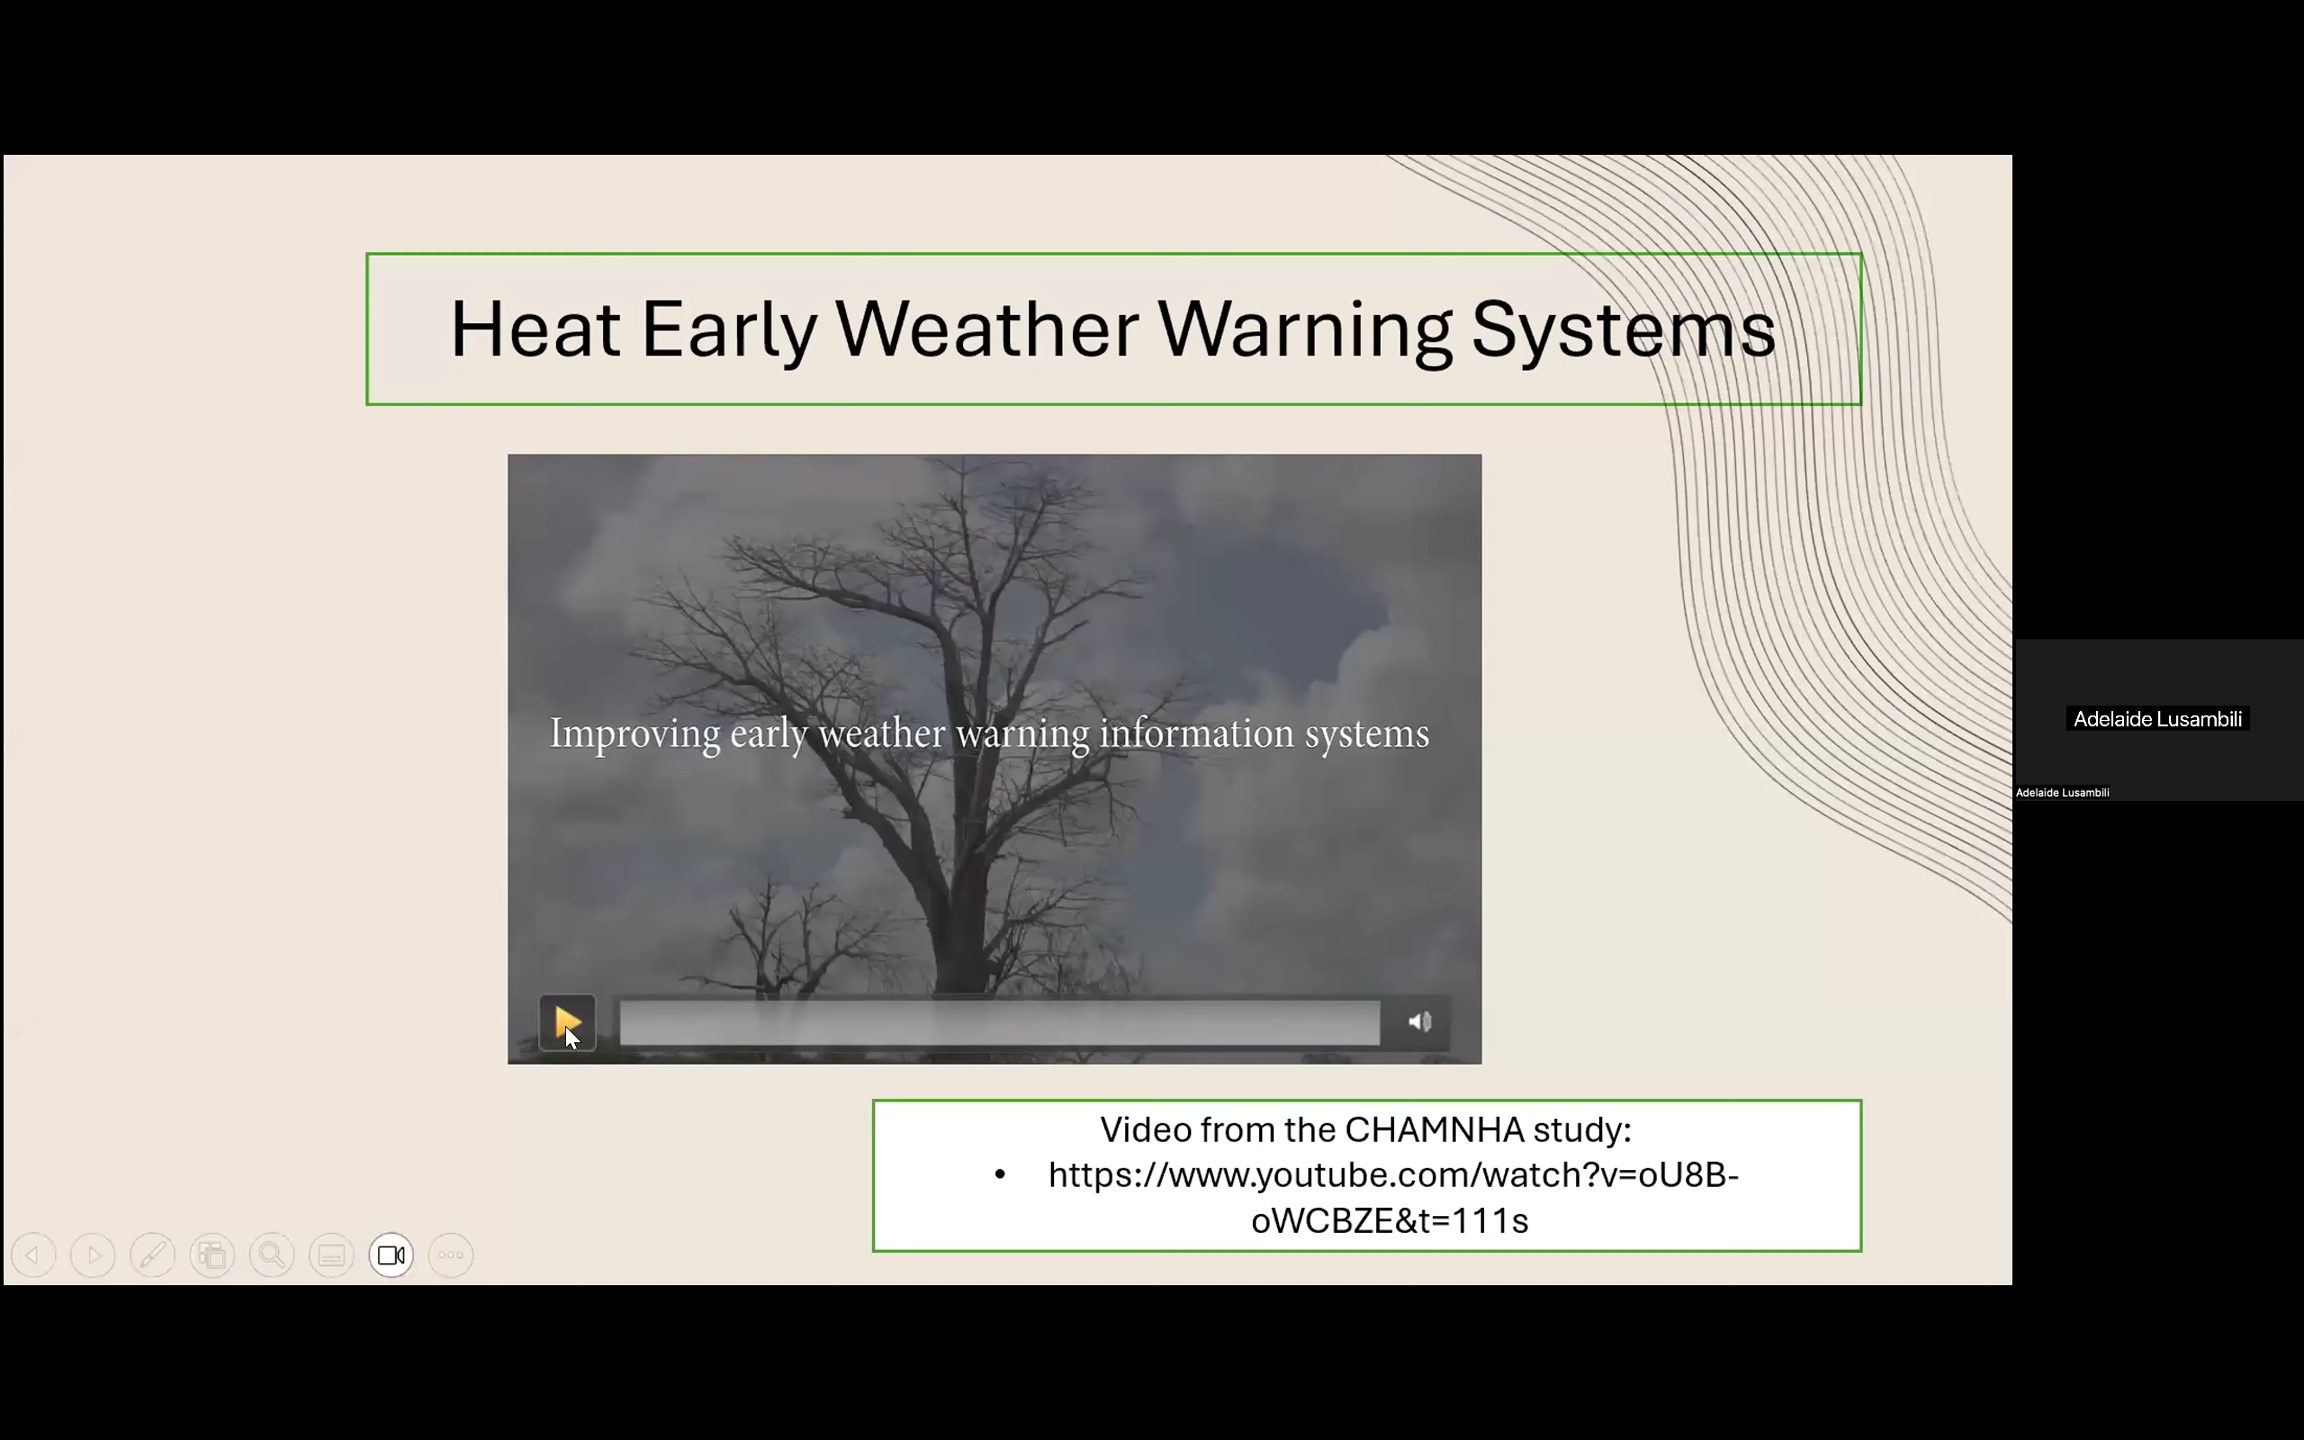 Heat Early Weather Warning Systems
Improving early weather warning information systems
Adelaide Lusambili
Adelaide Lusambili
Video from the CHAMNHA study:
• https://www.youtube.com/watch?v=oU8B-
oWCBZE&t=111s